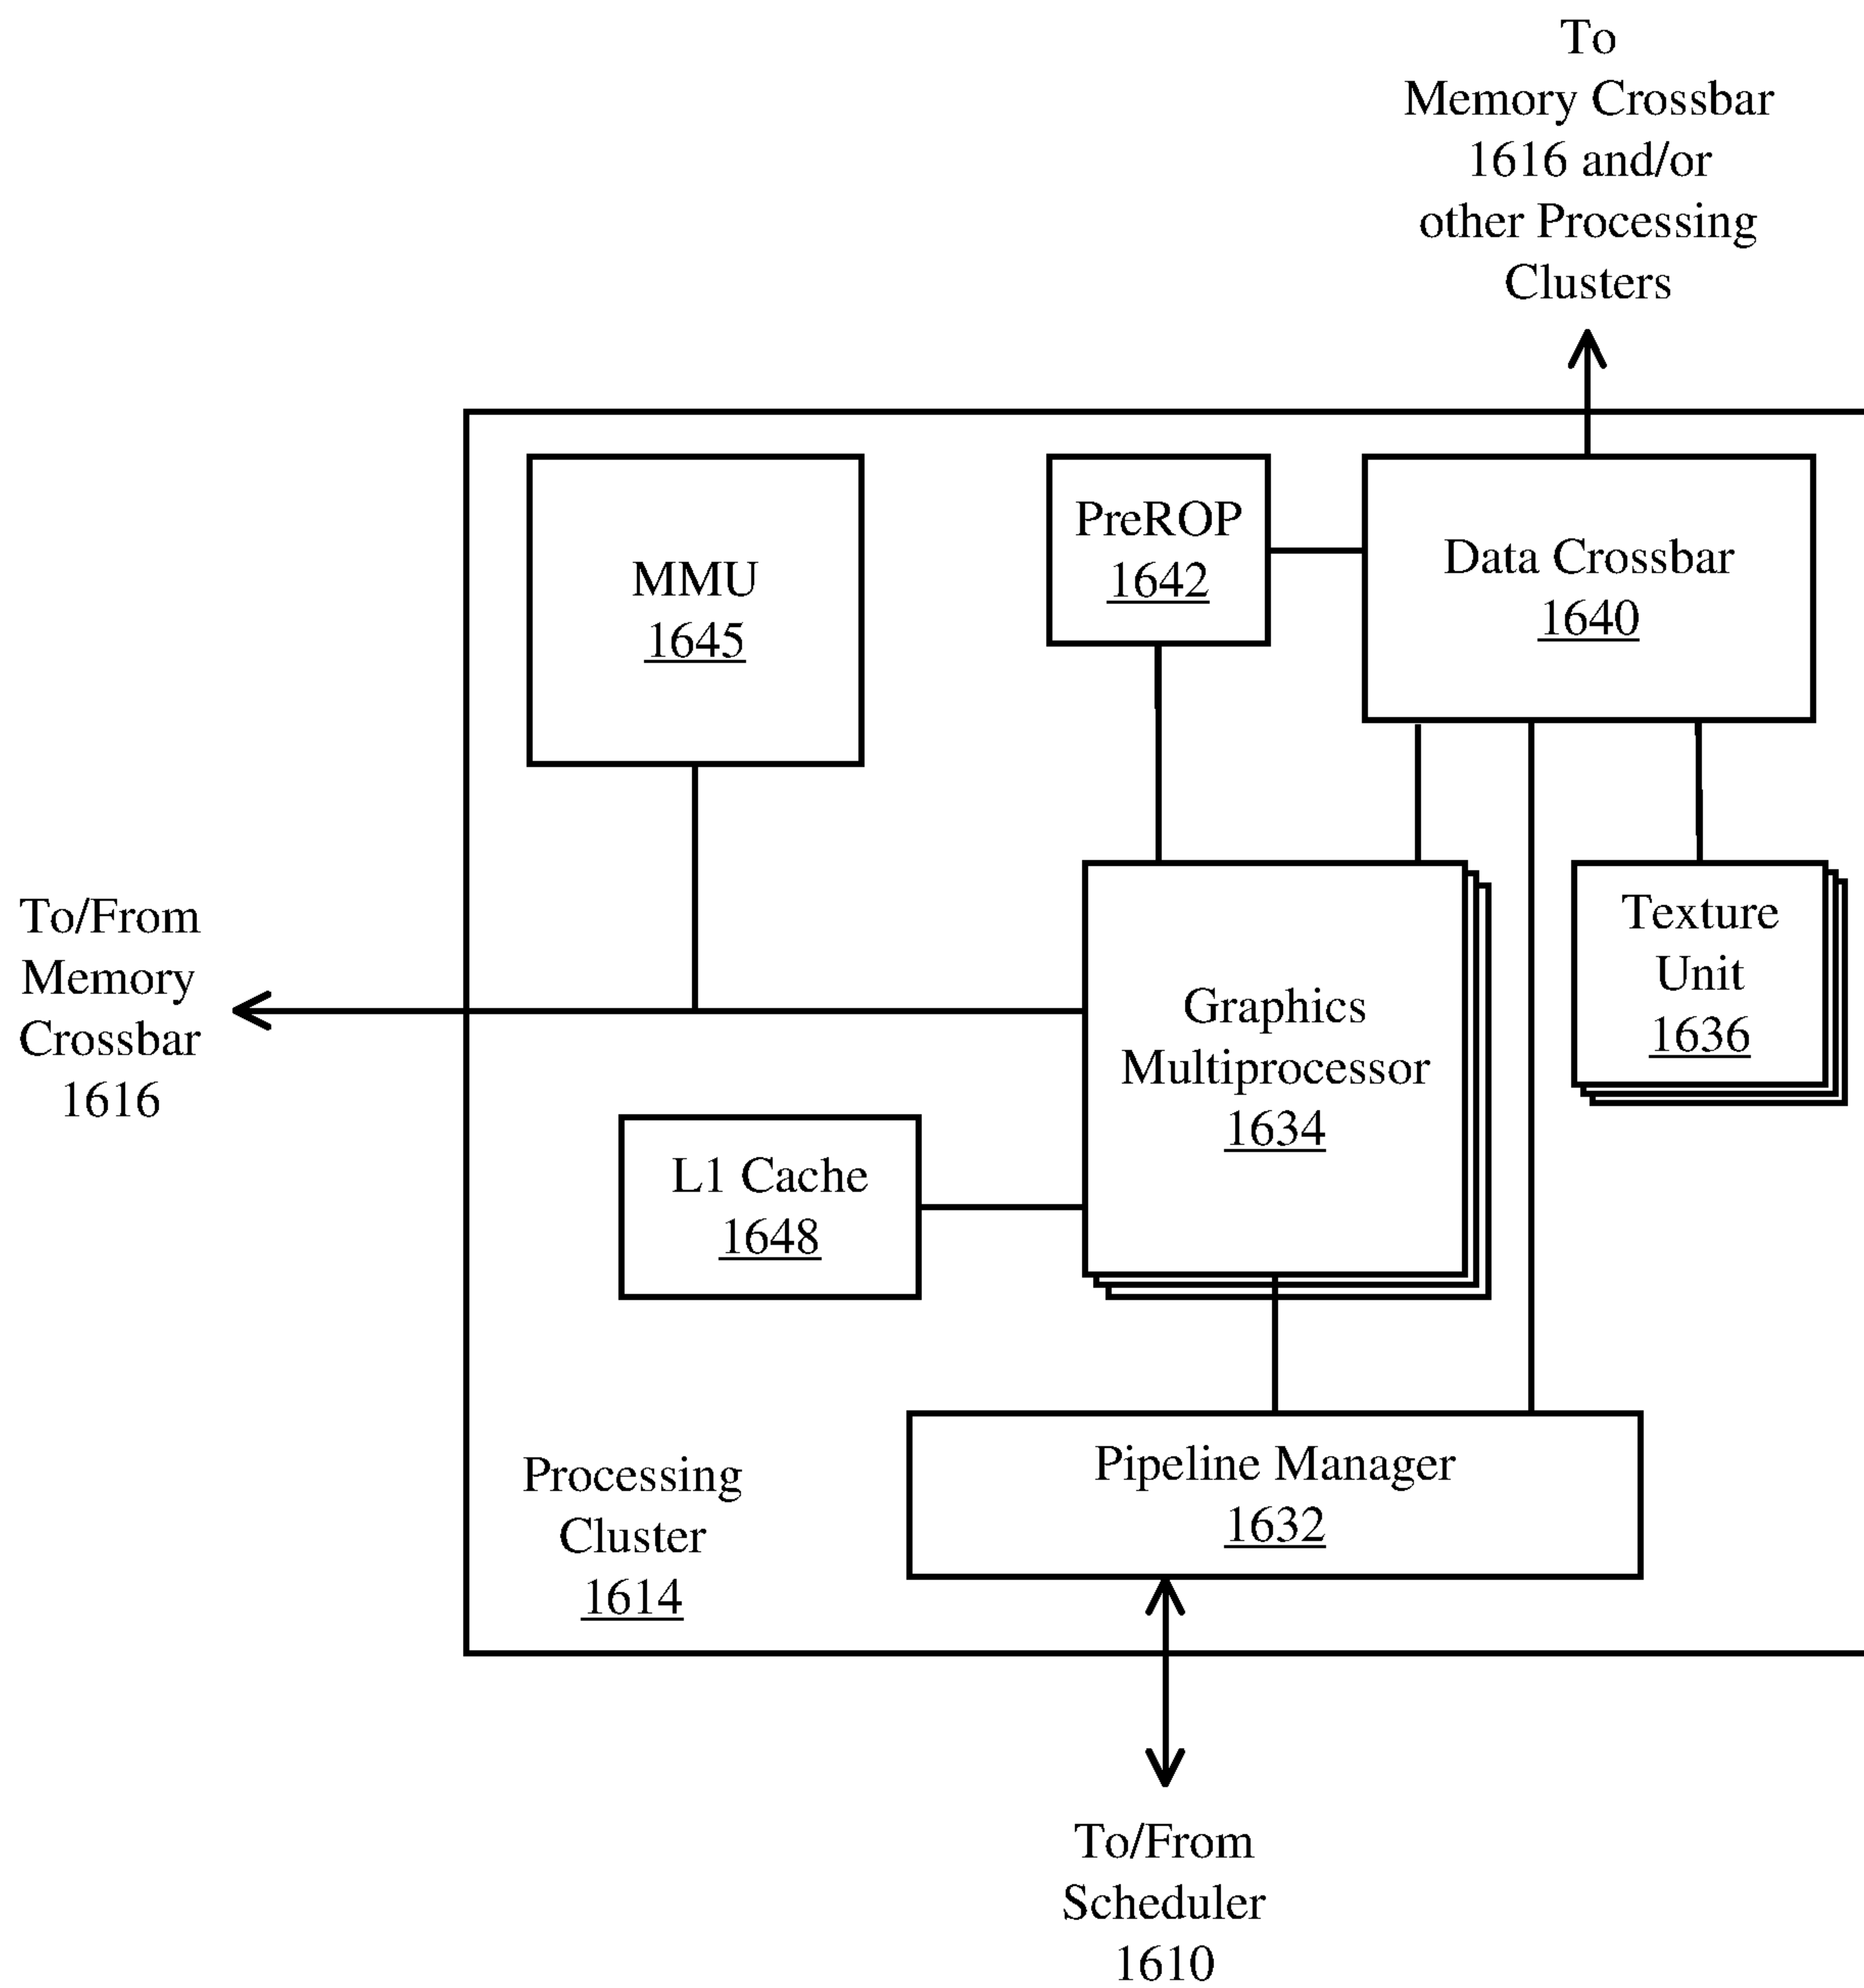 To
Memory Crossbar
1616 and/or
other Processing
Clusters
MMU
1645
PreROP
1642
Data Crossbar
1640
To/From
Memory
Crossbar
1616
Graphics
Multiprocessor
1634
Texture
Unit
1636
L1 Cache
1648
Pipeline Manager
1632
Processing
Cluster
1614
To/From
Scheduler
1610